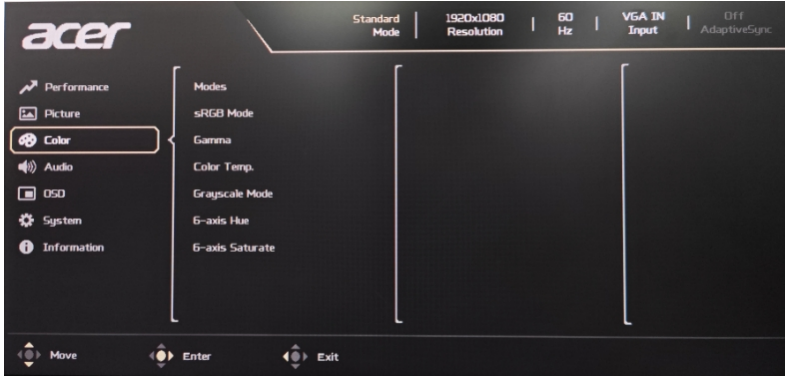 acer
Standard Mode
1920x1080 Resolution
60 Hz
VGA IN Input
Off AdaptiveSync
Performance
Picture
Color
Audio
OSD
System
Information
Modes
sRGB Mode
Gamma
Color Temp.
Grayscale Mode
6-axis Hue
6-axis Saturate
Move
Enter
Exit